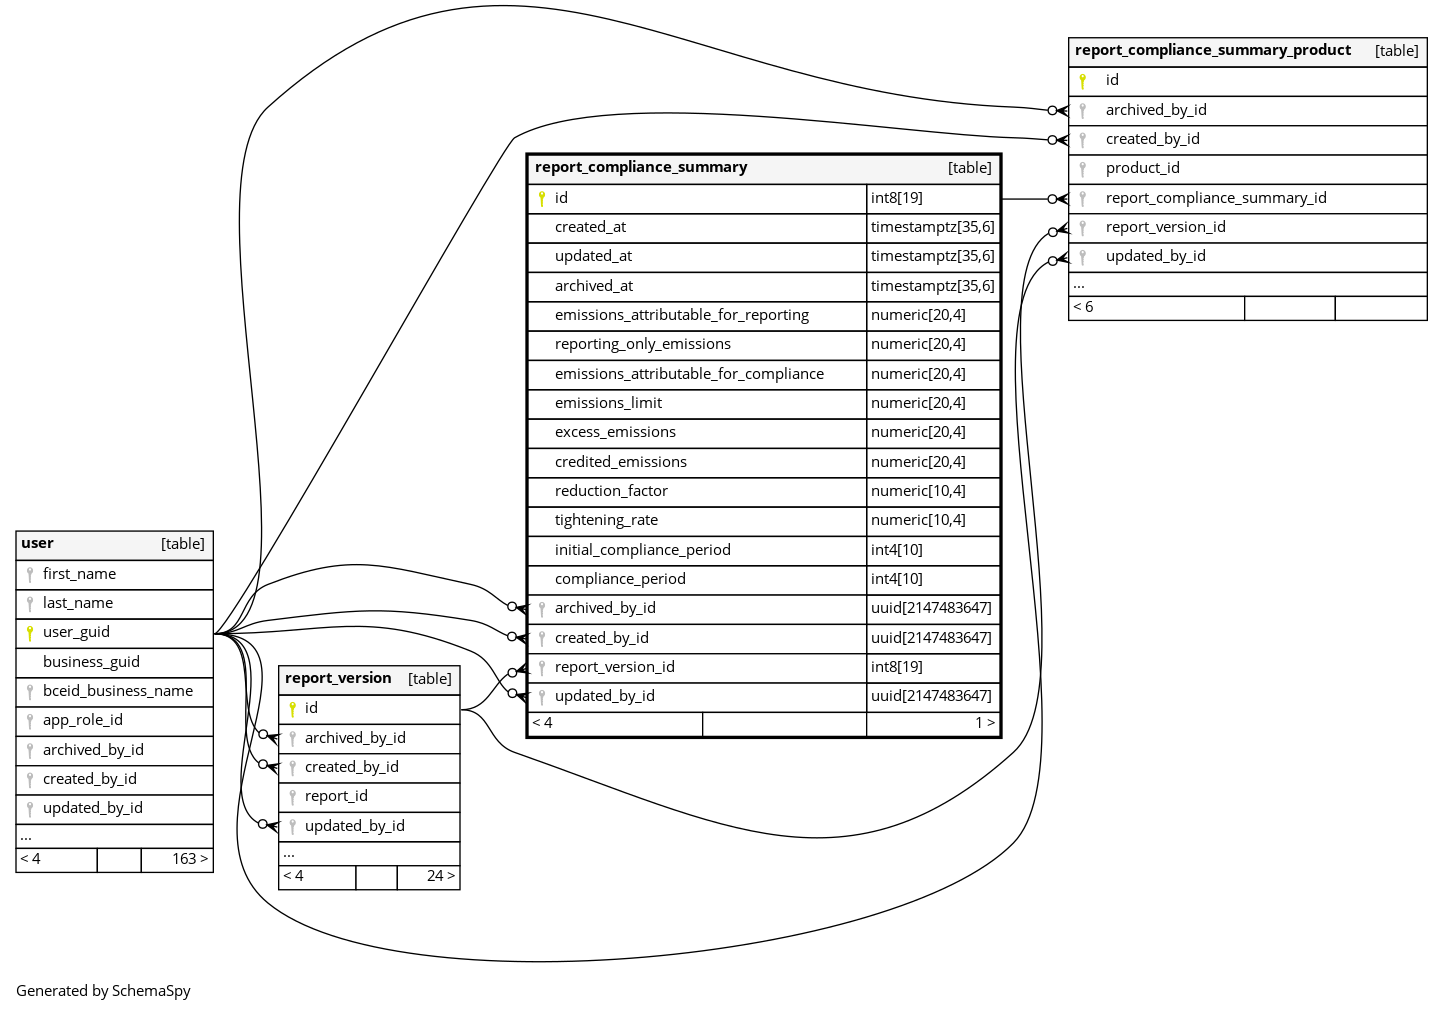 report_compliance_summary_product [table]
id
archived_by_id
created_by_id
product_id
report_compliance_summary_id
report_version_id
updated_by_id
...
< 6
report_compliance_summary [table]
id int8[19]
created_at timestamptz[35,6]
updated_at timestamptz[35,6]
archived_at timestamptz[35,6]
emissions_attributable_for_reporting numeric[20,4]
reporting_only_emissions numeric[20,4]
emissions_attributable_for_compliance numeric[20,4]
emissions_limit numeric[20,4]
excess_emissions numeric[20,4]
credited_emissions numeric[20,4]
reduction_factor numeric[10,4]
tightening_rate numeric[10,4]
initial_compliance_period int4[10]
compliance_period int4[10]
archived_by_id uuid[2147483647]
created_by_id uuid[2147483647]
report_version_id int8[19]
updated_by_id uuid[2147483647]
< 4 1 >
user [table]
first_name
last_name
user_guid
business_guid
bceid_business_name
app_role_id
archived_by_id
created_by_id
updated_by_id
...
< 4 163 >
report_version [table]
id
archived_by_id
created_by_id
report_id
updated_by_id
...
< 4 24 >
Generated by SchemaSpy